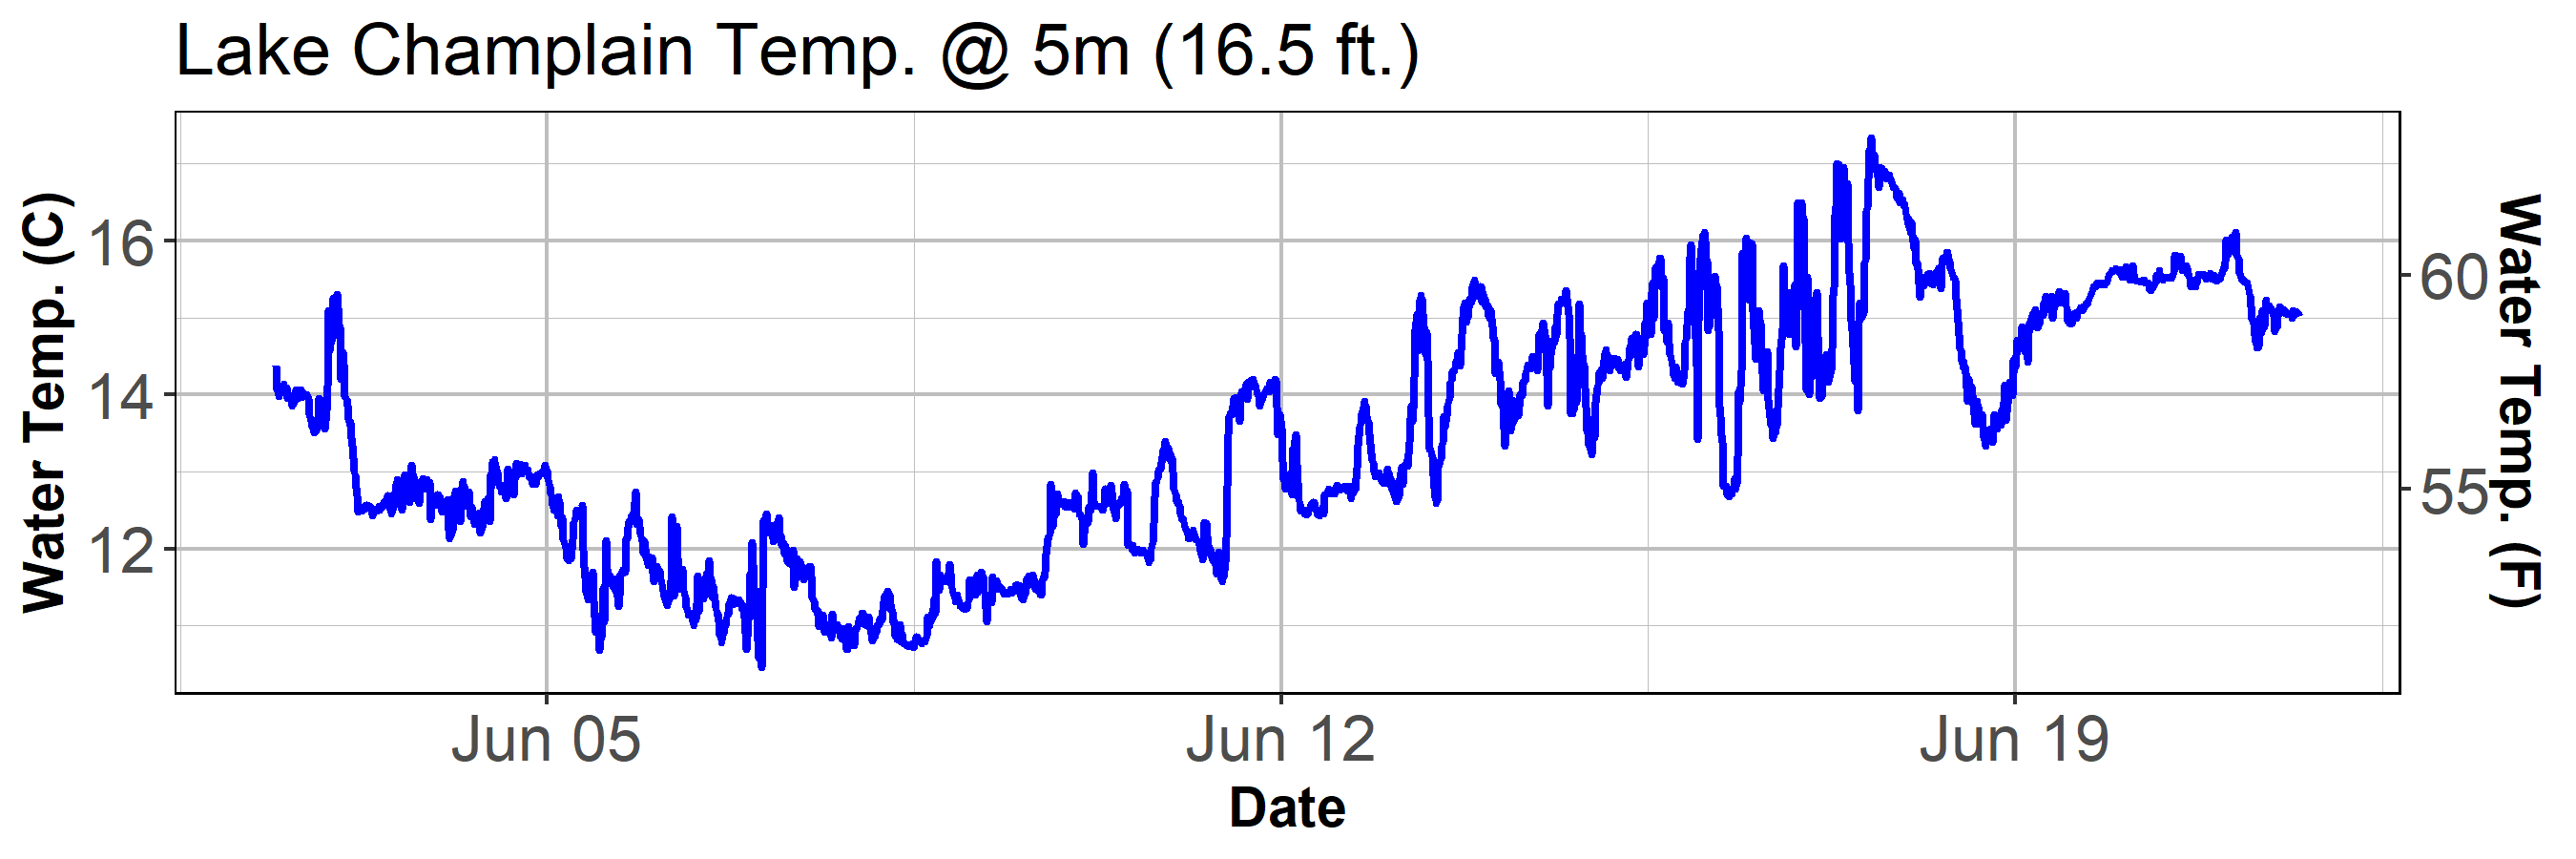 Lake Champlain Temp. @ 5m (16.5 ft.)
Water Temp. (C)
16
14
12
60
55
Water Temp. (F)
Jun 05
Jun 12
Jun 19
Date